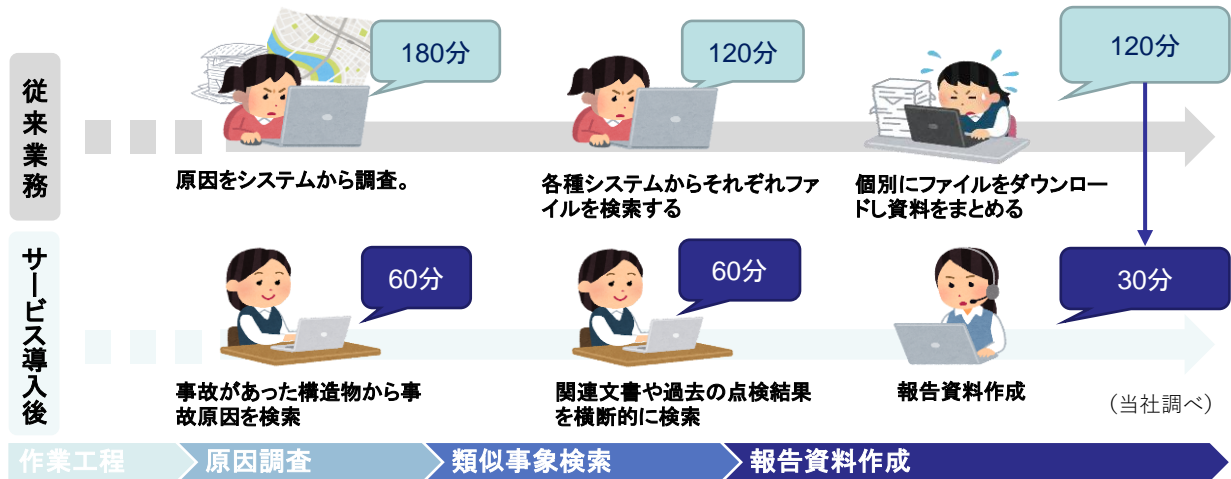 180分
120分
120分
従来業務
原因をシステムから調査。
各種システムからそれぞれファ
イルを検索する
個別にファイルをダウンロー
ドし資料をまとめる
サービス導入後
60分
60分
30分
事故があった構造物から事
故原因を検索
関連文書や過去の点検結果
を横断的に検索
報告資料作成
（当社調べ）
作業工程
原因調査
類似事象検索
報告資料作成